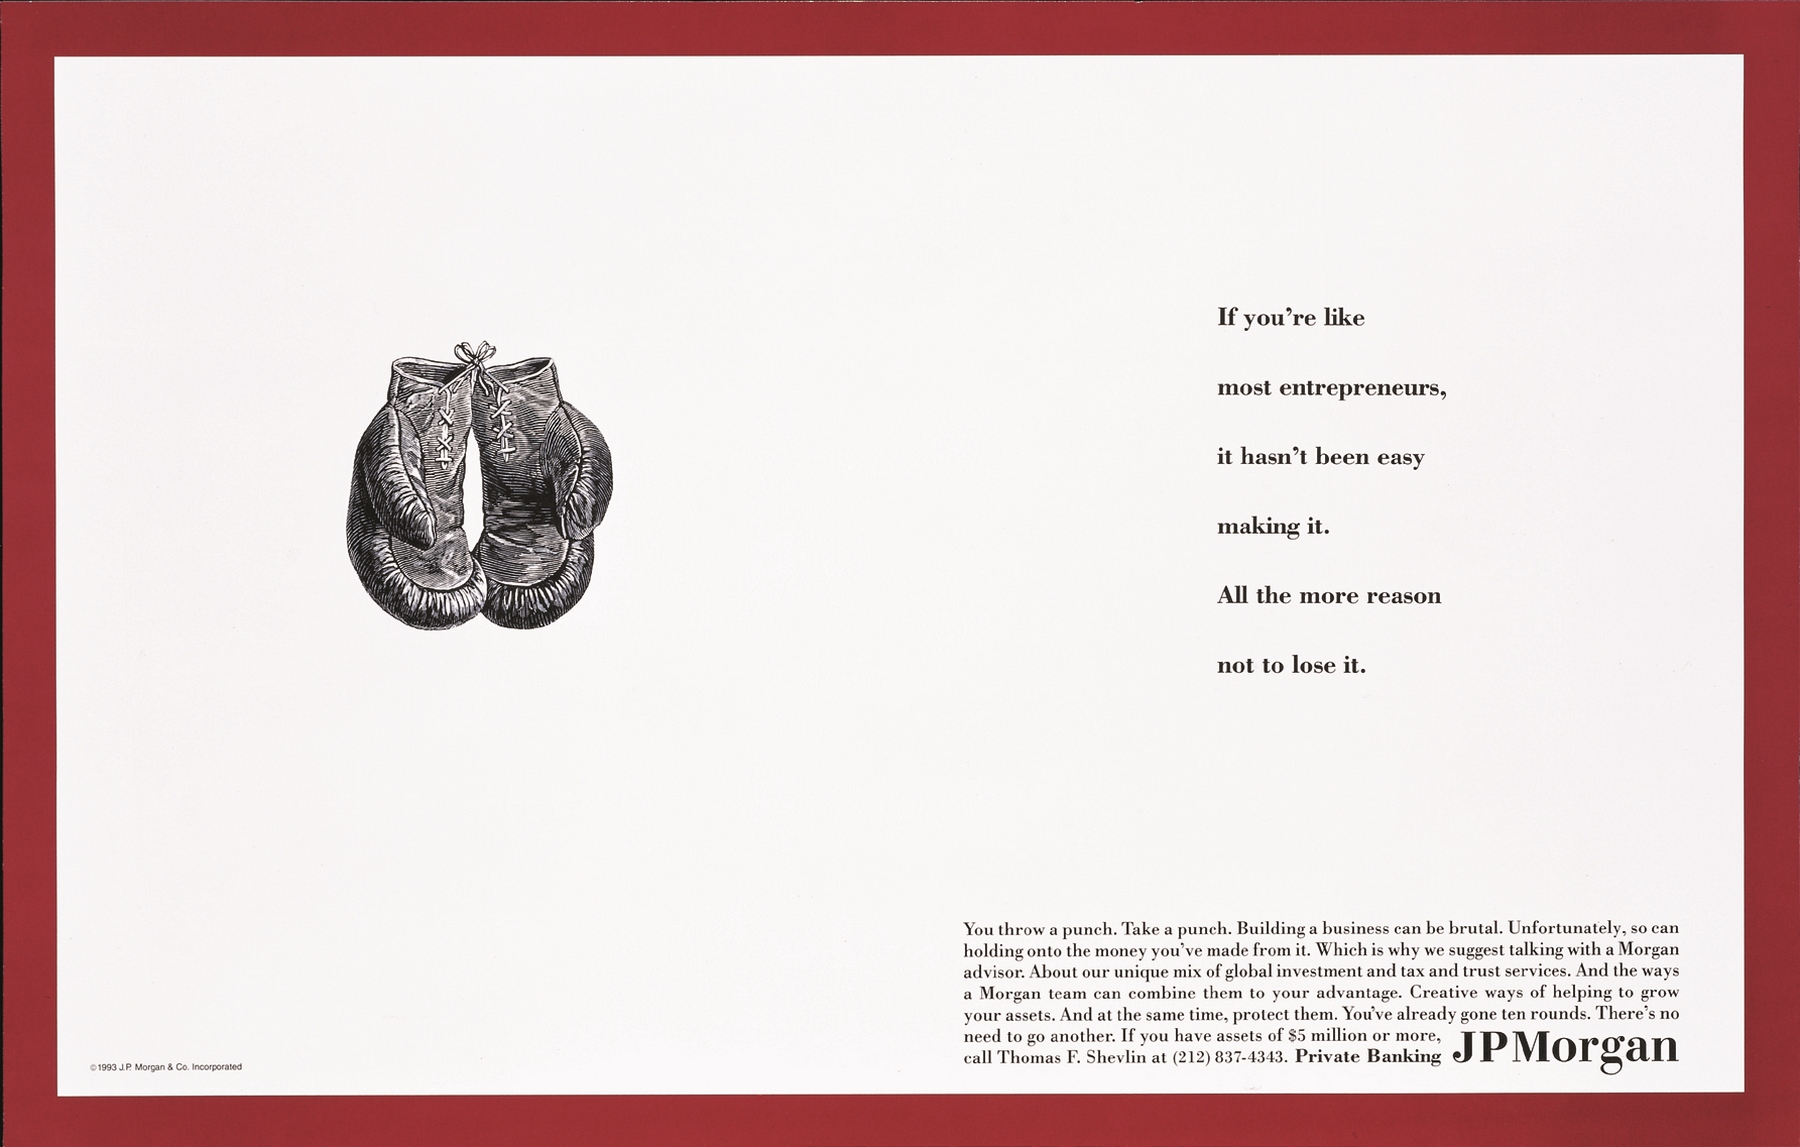 If you're like
most entrepreneurs,
it hasn't been easy
making it.
All the more reason
not to lose it.
You throw a punch. Take a punch. Building a business can be brutal. Unfortunately, so can
holding onto the money you've made from it. Which is why we suggest talking with a Morgan
advisor. About our unique mix of global investment and tax and trust services. And the ways
a Morgan team can combine them to your advantage. Creative ways of helping to grow
your assets. And at the same time, protect them. You've already gone ten rounds. There's no
need to go another. If you have assets of $5 million or more,
call Thomas F. Shevlin at (212) 837-4343. Private Banking
JPMorgan
©1993 J.P. Morgan & Co. Incorporated